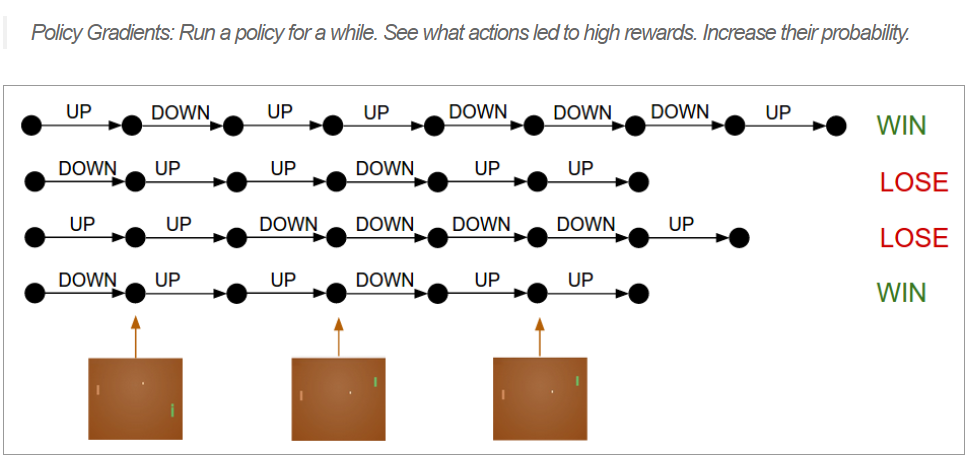 Policy Gradients: Run a policy for a while. See what actions led to high rewards. Increase their probability.
UP DOWN UP UP DOWN DOWN DOWN UP WIN
DOWN UP UP DOWN UP UP LOSE
UP UP DOWN DOWN DOWN DOWN UP LOSE
DOWN UP UP DOWN UP UP WIN